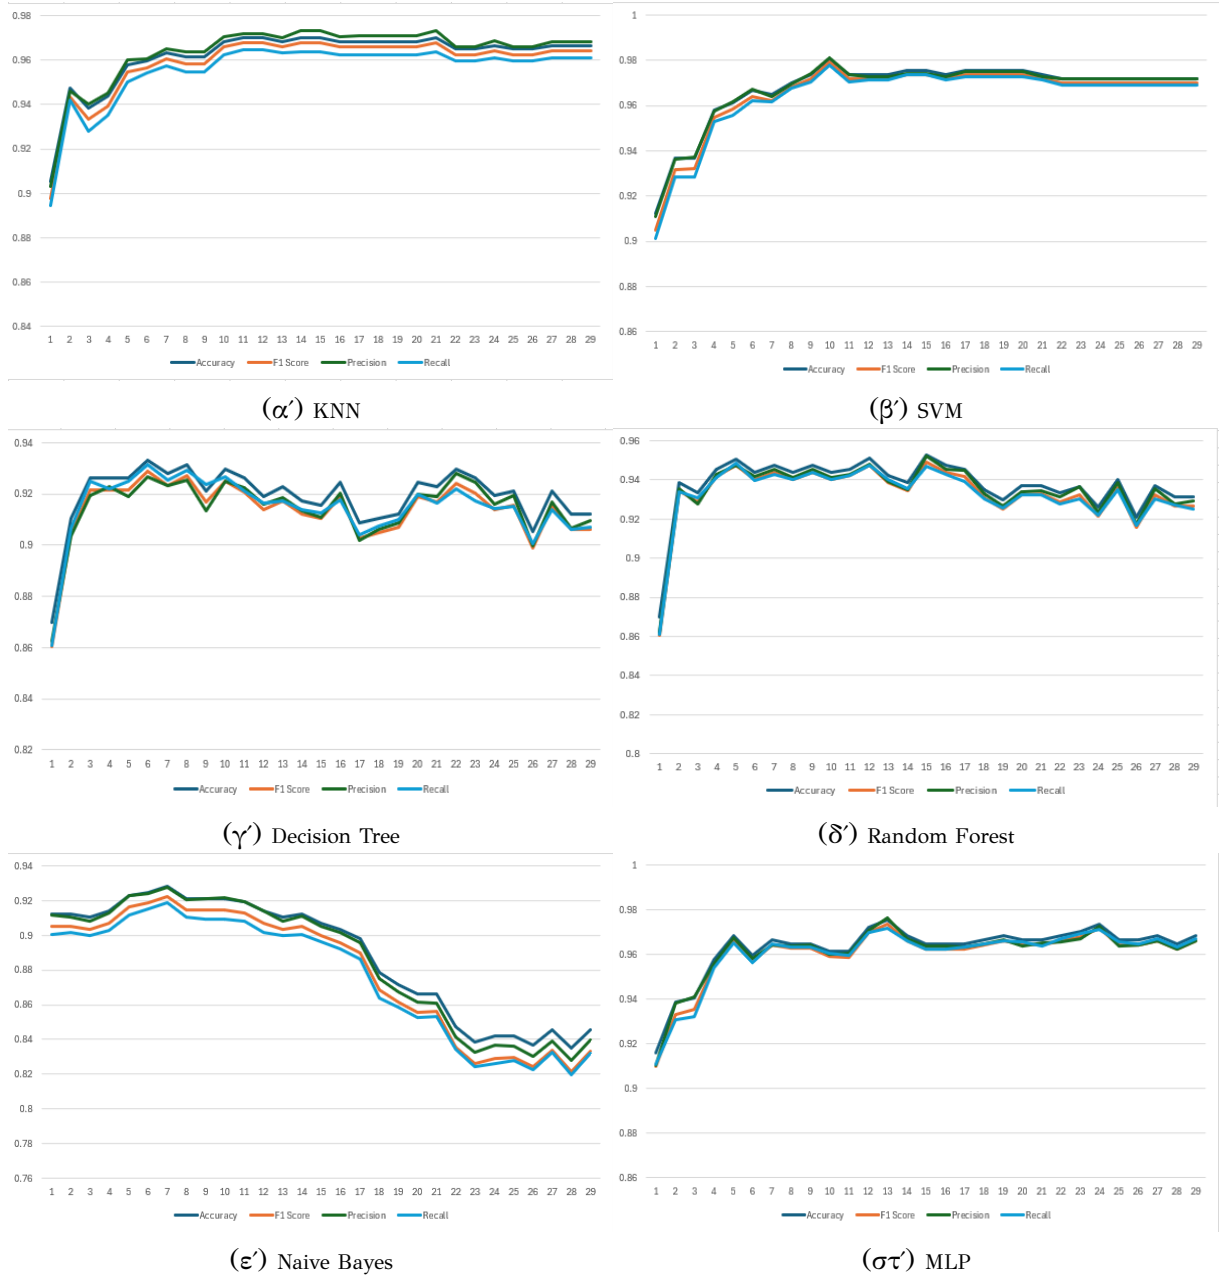 0.98
0.96
0.94
0.92
0.9
0.88
0.86
0.84
1 2 3 4 5 6 7 8 9 10 11 12 13 14 15 16 17 18 19 20 21 22 23 24 25 26 27 28 29
Accuracy F1 Score Precision Recall
(α′) KNN
1
0.98
0.96
0.94
0.92
0.9
0.88
0.86
1 2 3 4 5 6 7 8 9 10 11 12 13 14 15 16 17 18 19 20 21 22 23 24 25 26 27 28 29
Accuracy F1 Score Precision Recall
(β′) SVM
0.94
0.92
0.9
0.88
0.86
0.84
0.82
1 2 3 4 5 6 7 8 9 10 11 12 13 14 15 16 17 18 19 20 21 22 23 24 25 26 27 28 29
Accuracy F1 Score Precision Recall
(γ′) Decision Tree
0.96
0.94
0.92
0.9
0.88
0.86
0.84
0.82
0.8
1 2 3 4 5 6 7 8 9 10 11 12 13 14 15 16 17 18 19 20 21 22 23 24 25 26 27 28 29
Accuracy F1 Score Precision Recall
(δ′) Random Forest
0.94
0.92
0.9
0.88
0.86
0.84
0.82
0.8
0.78
0.76
1 2 3 4 5 6 7 8 9 10 11 12 13 14 15 16 17 18 19 20 21 22 23 24 25 26 27 28 29
Accuracy F1 Score Precision Recall
(ε′) Naive Bayes
1
0.98
0.96
0.94
0.92
0.9
0.88
0.86
1 2 3 4 5 6 7 8 9 10 11 12 13 14 15 16 17 18 19 20 21 22 23 24 25 26 27 28 29
Accuracy F1 Score Precision Recall
(στ′) MLP